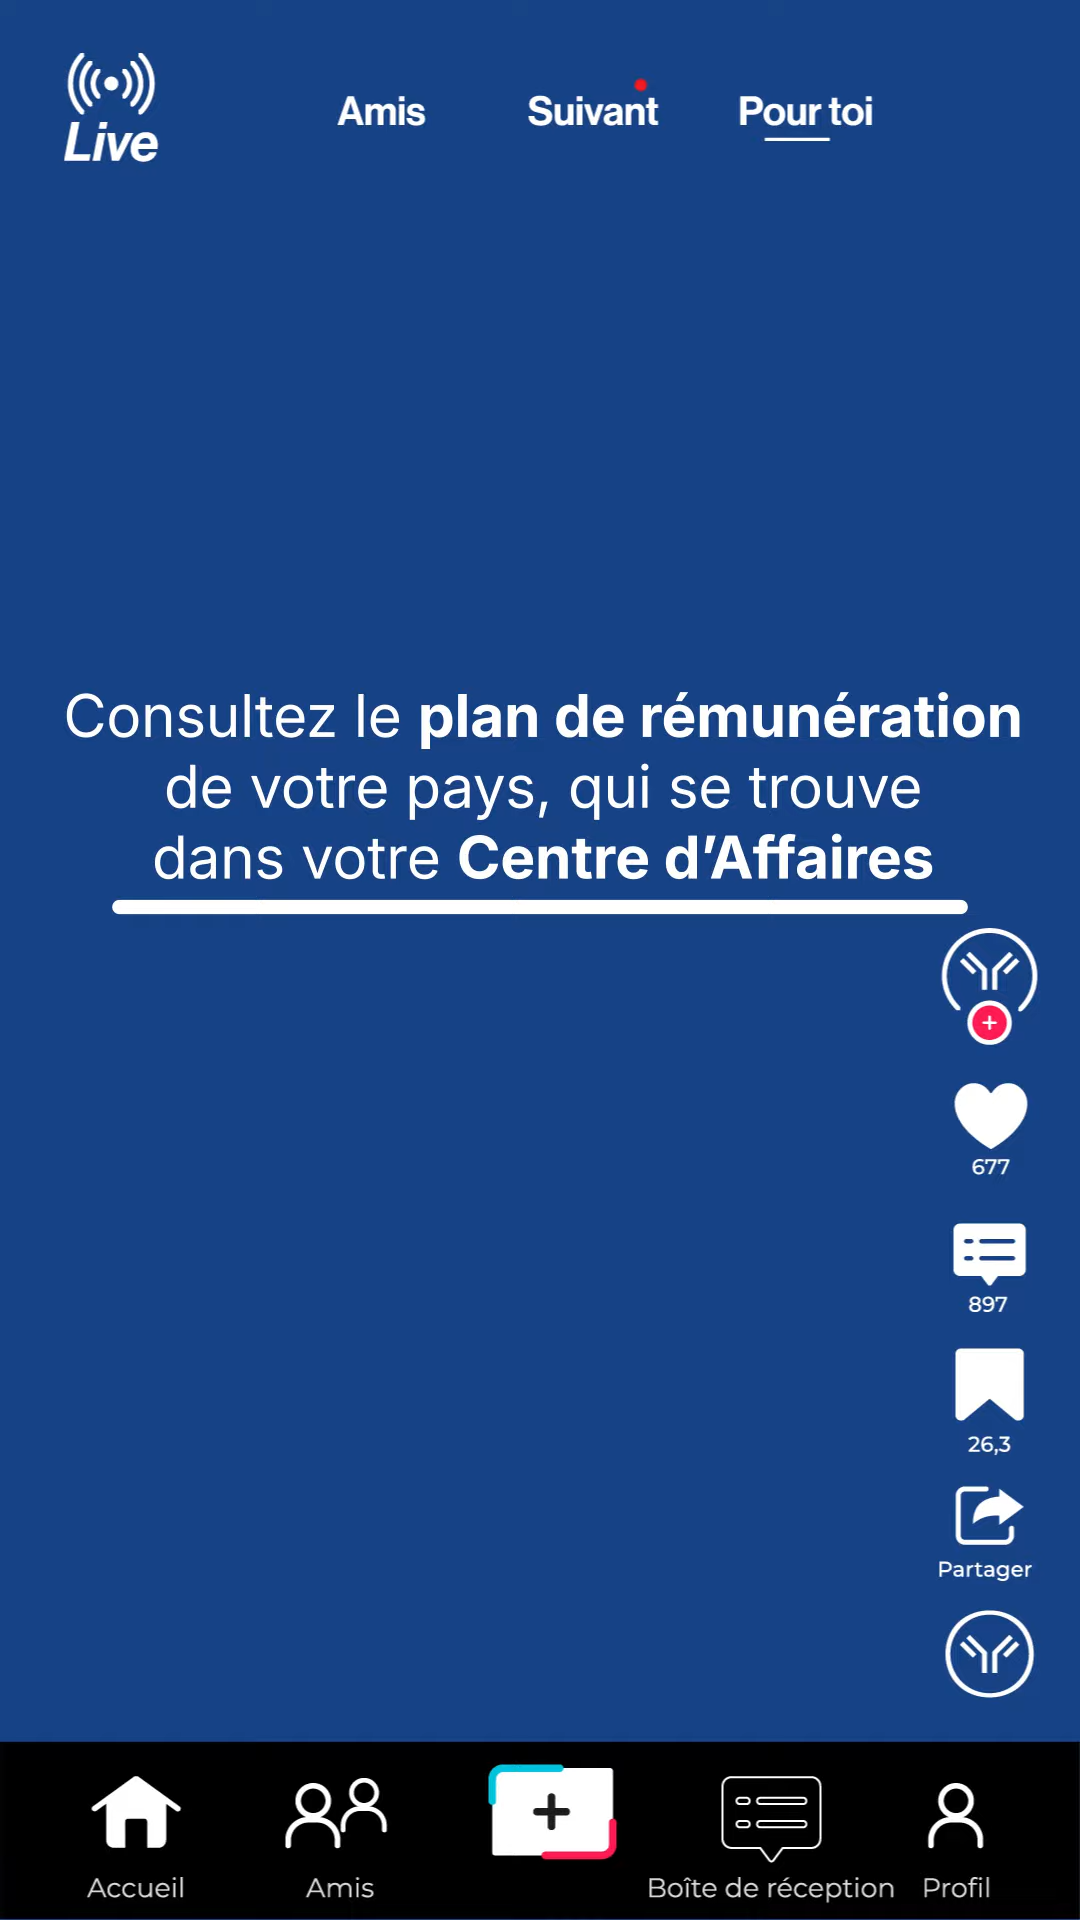 Live
Amis
Suivant
Pour toi
Consultez le plan de rémunération
de votre pays, qui se trouve
dans votre Centre d’Affaires
677
897
26,3
Partager
Accueil
Amis
Boîte de réception
Profil